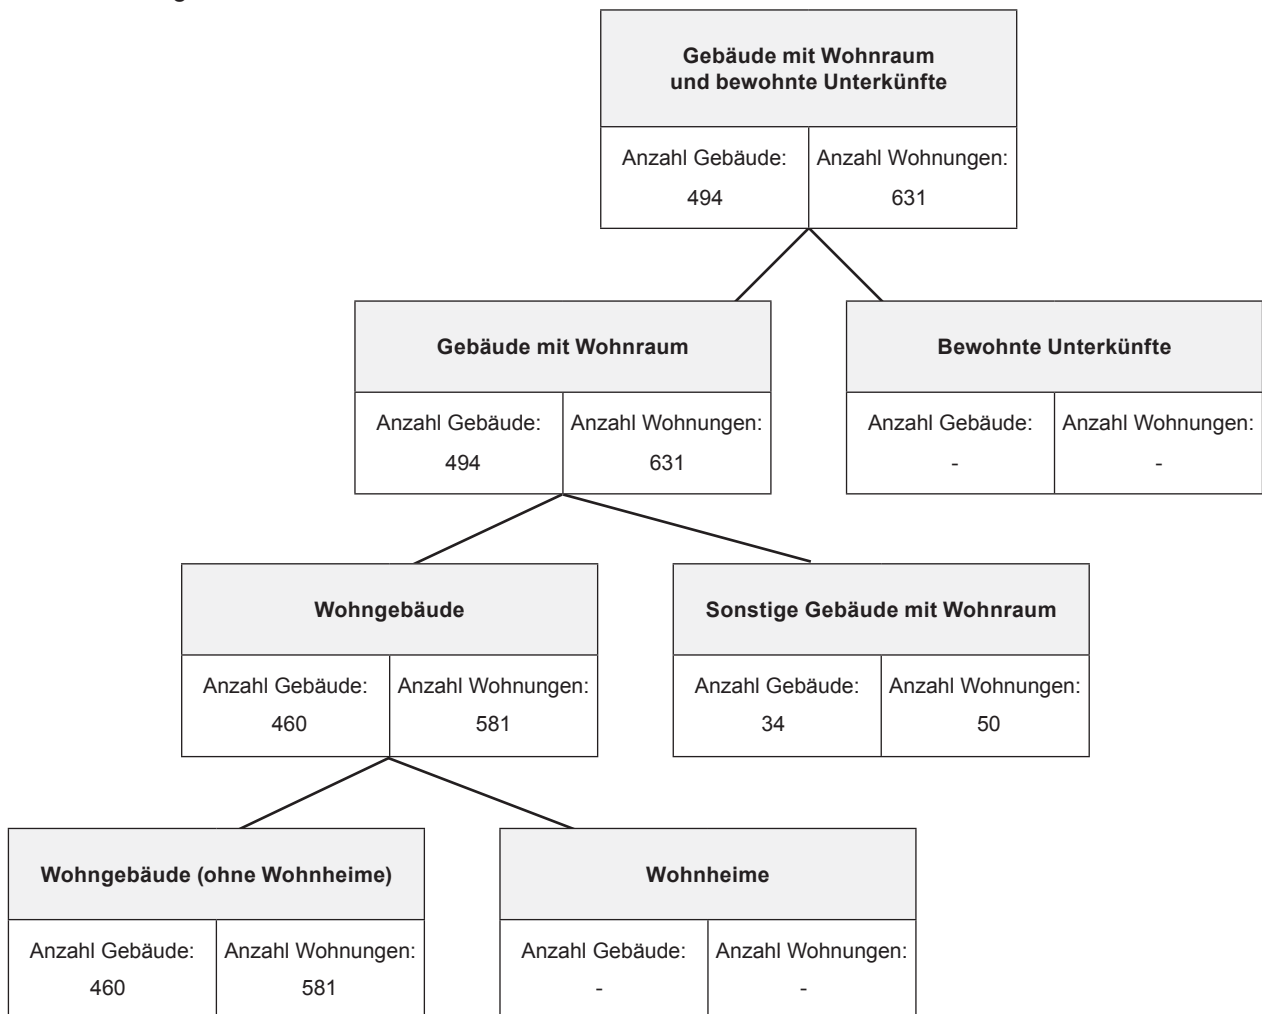 Gebäude mit Wohnraum
und bewohnte Unterkünfte
Anzahl Gebäude: Anzahl Wohnungen:
494 631
Gebäude mit Wohnraum Bewohnte Unterkünfte
Anzahl Gebäude: Anzahl Wohnungen: Anzahl Gebäude: Anzahl Wohnungen:
494 631 - -
Wohngebäude Sonstige Gebäude mit Wohnraum
Anzahl Gebäude: Anzahl Wohnungen: Anzahl Gebäude: Anzahl Wohnungen:
460 581 34 50
Wohngebäude (ohne Wohnheime) Wohnheime
Anzahl Gebäude: Anzahl Wohnungen: Anzahl Gebäude: Anzahl Wohnungen:
460 581 - -